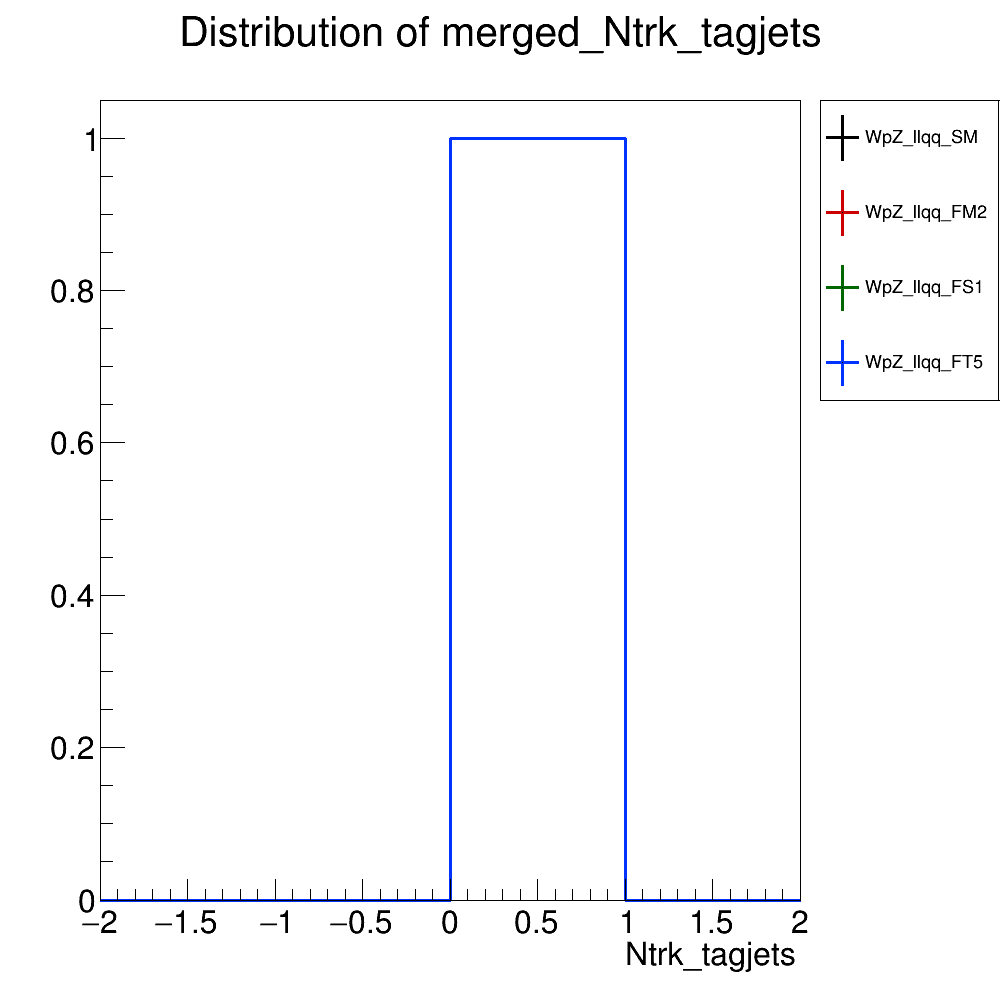 Distribution of merged_Ntrk_tagjets
1
0.8
0.6
0.4
0.2
0
−2 −1.5 −1 −0.5 0 0.5 1 1.5 2
Ntrk_tagjets
WpZ_llqq_SM
WpZ_llqq_FM2
WpZ_llqq_FS1
WpZ_llqq_FT5